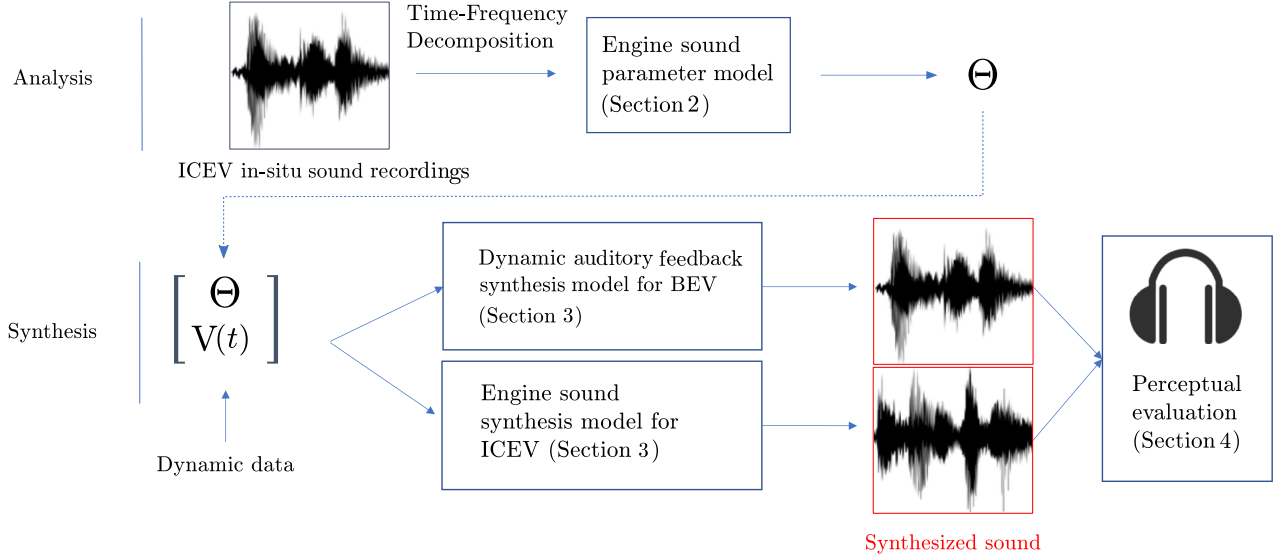 Analysis
Time-Frequency
Decomposition
Engine sound
parameter model
(Section 2)
Θ
ICEV in-situ sound recordings
Synthesis
Θ
V(t)
Dynamic data
Dynamic auditory feedback
synthesis model for BEV
(Section 3)
Engine sound
synthesis model for
ICEV (Section 3)
Synthesized sound
Perceptual
evaluation
(Section 4)